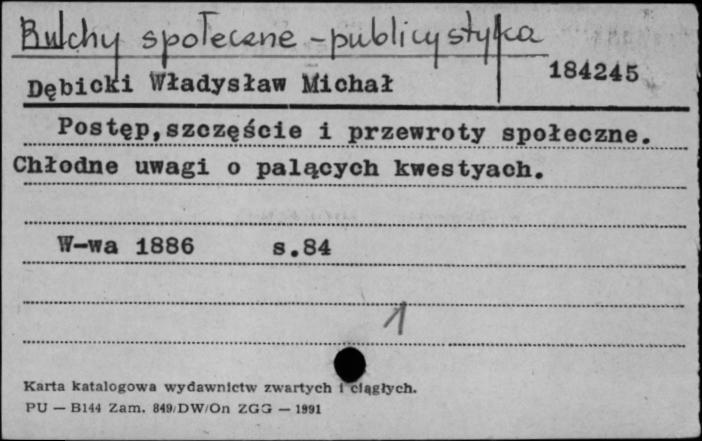 Ruchy społeczne - publicystyka
Dębicki Władysław Michał
184245
Postęp, szczęście i przewroty społeczne.
Chłodne uwagi o palących kwestyach.
W-wa 1886 s.84
1
Karta katalogowa wydawnictw zwartych i ciągłych.
PU — B144 Zam. 849/DW/On ZGG — 1991